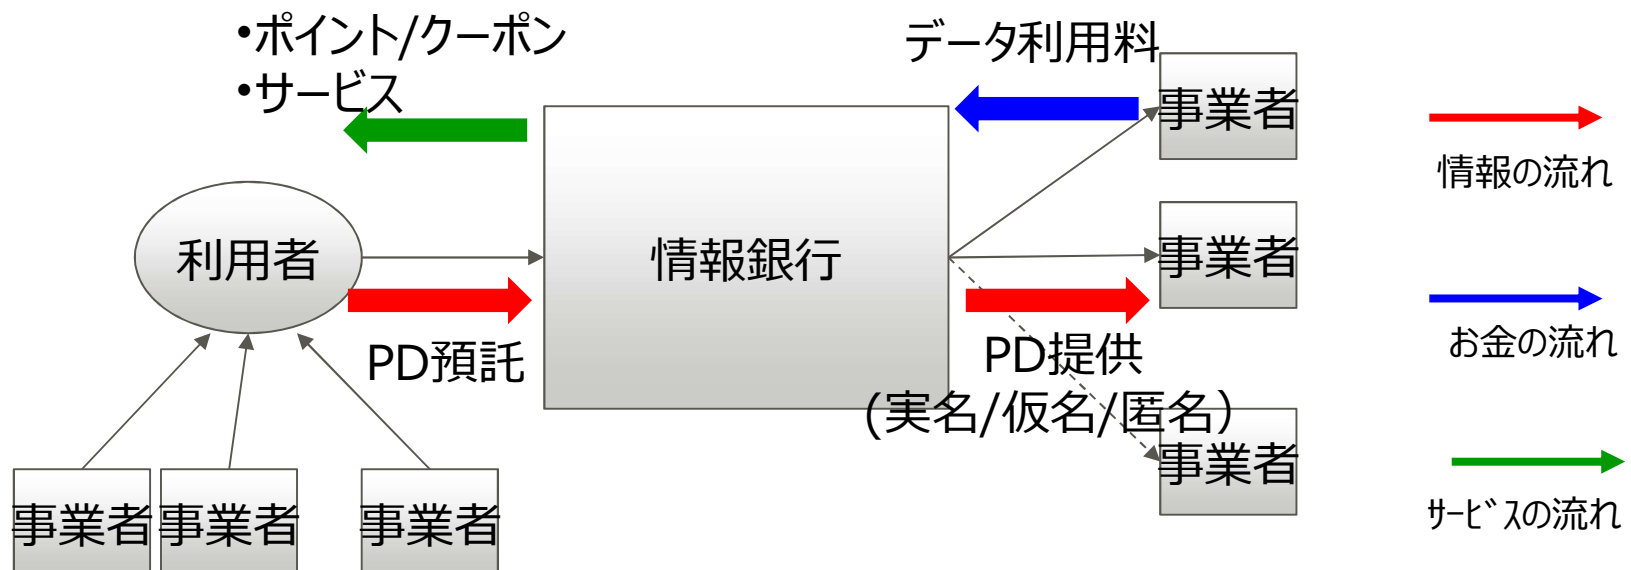 •ポイント/クーポン
•サービス
データ利用料
事業者
情報の流れ
利用者
情報銀行
事業者
PD預託
PD提供
(実名/仮名/匿名）
お金の流れ
事業者
事業者
事業者
事業者
ｻｰﾋﾞｽの流れ